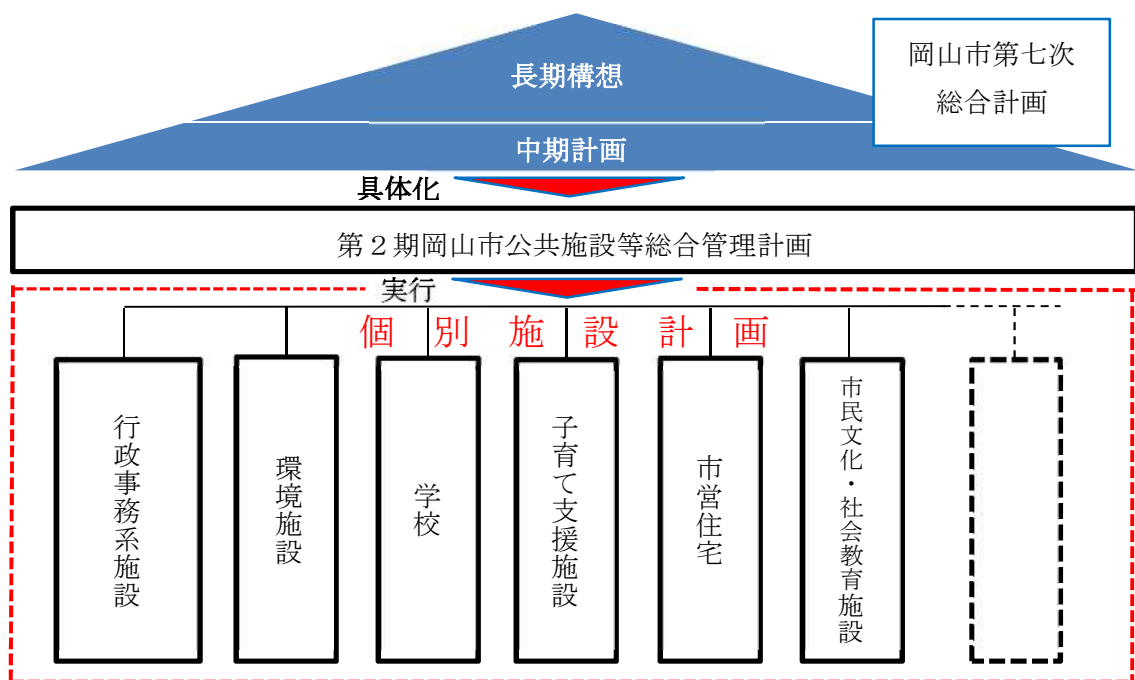 長期構想
岡山市第七次
総合計画
中期計画
具体化
第２期岡山市公共施設等総合管理計画
実行
個別施設計画
行政事務系施設
環境施設
学校
子育て支援施設
市営住宅
市民文化・社会教育施設